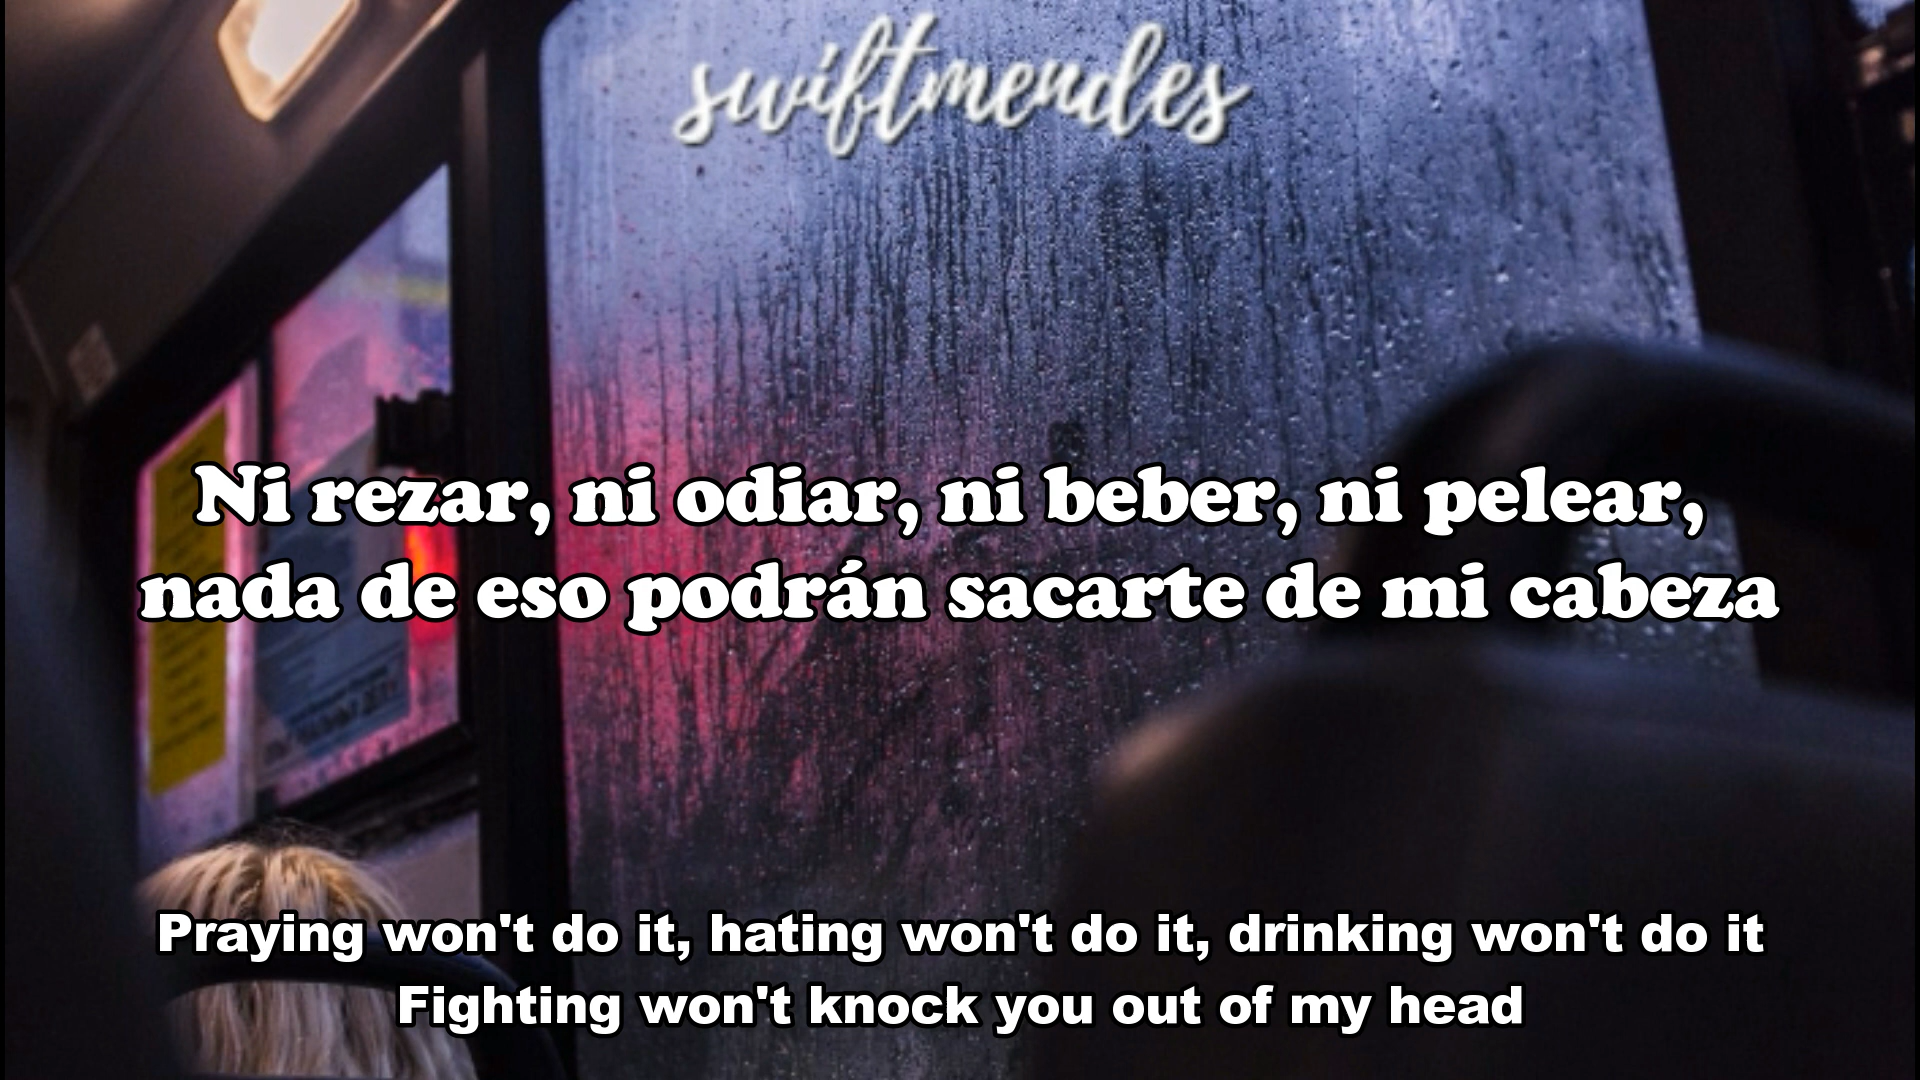 swiftmendes
Ni rezar, ni odiar, ni beber, ni pelear,
nada de eso podrán sacarte de mi cabeza
Praying won't do it, hating won't do it, drinking won't do it
Fighting won't knock you out of my head